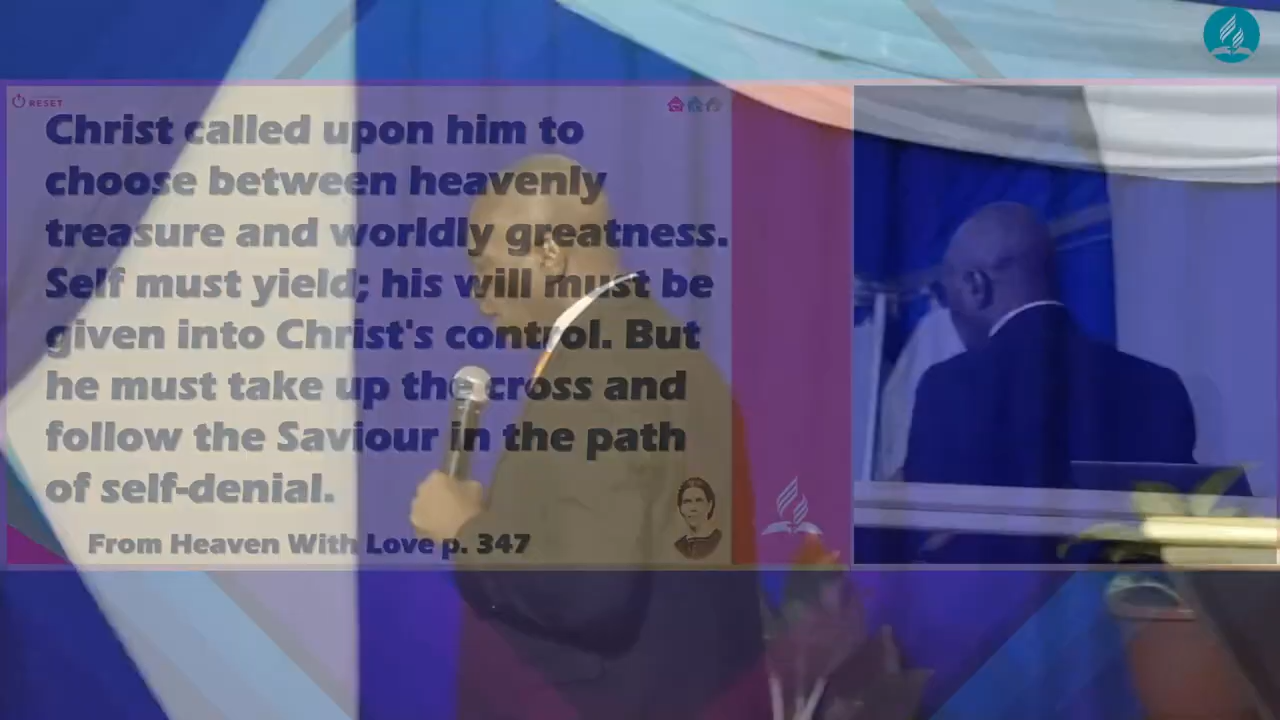 RESET
Christ called upon him to
choose between heavenly
treasure and worldly greatness.
Self must yield; his will must be
given into Christ's control. But
he must take up the cross and
follow the Saviour in the path
of self-denial.
From Heaven With Love p. 347